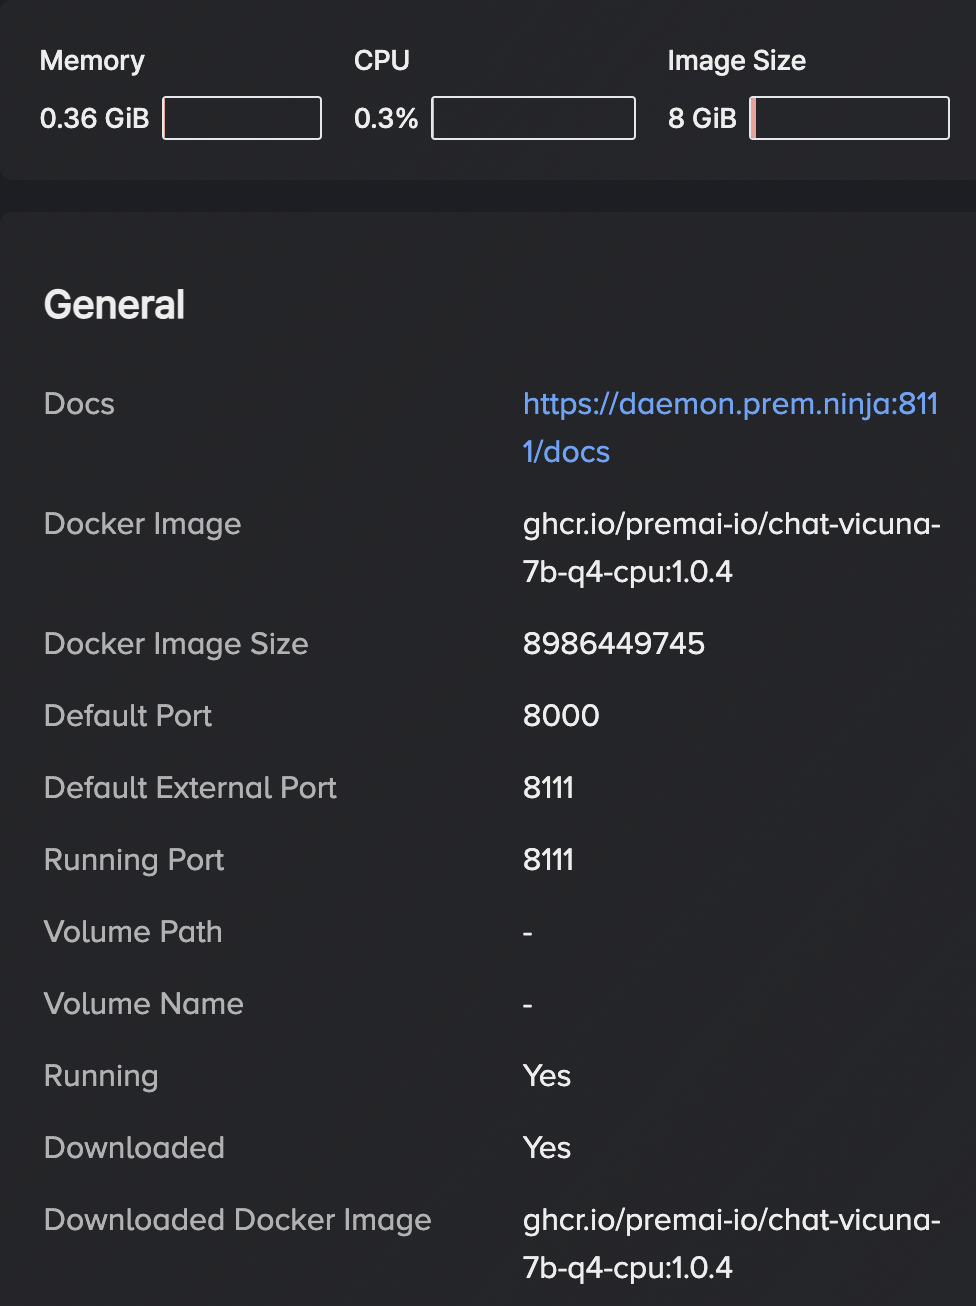 Memory
CPU
Image Size
0.36 GiB
0.3%
8 GiB
General
Docs
https://daemon.prem.ninja:811
1/docs
Docker Image
ghcr.io/premai-io/chat-vicuna-
7b-q4-cpu:1.0.4
Docker Image Size
8986449745
Default Port
8000
Default External Port
8111
Running Port
8111
Volume Path
-
Volume Name
-
Running
Yes
Downloaded
Yes
Downloaded Docker Image
ghcr.io/premai-io/chat-vicuna-
7b-q4-cpu:1.0.4